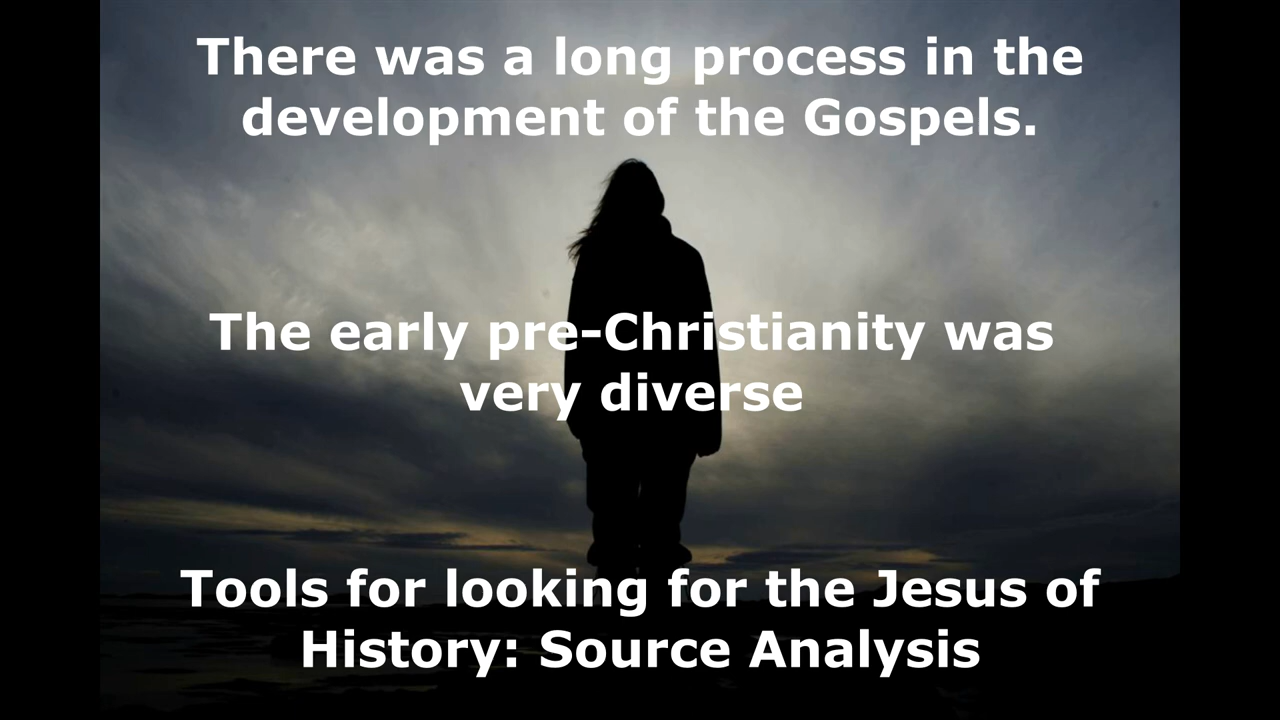 There was a long process in the
development of the Gospels.
The early pre-Christianity was
very diverse
Tools for looking for the Jesus of
History: Source Analysis